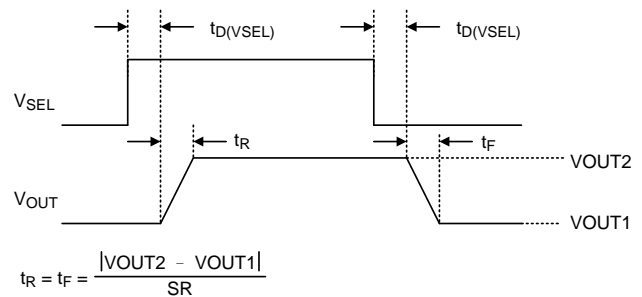 tD(VSEL) tD(VSEL)
VSEL
tR tF
VOUT2
VOUT
VOUT1
tR = tF = |VOUT2 – VOUT1| / SR